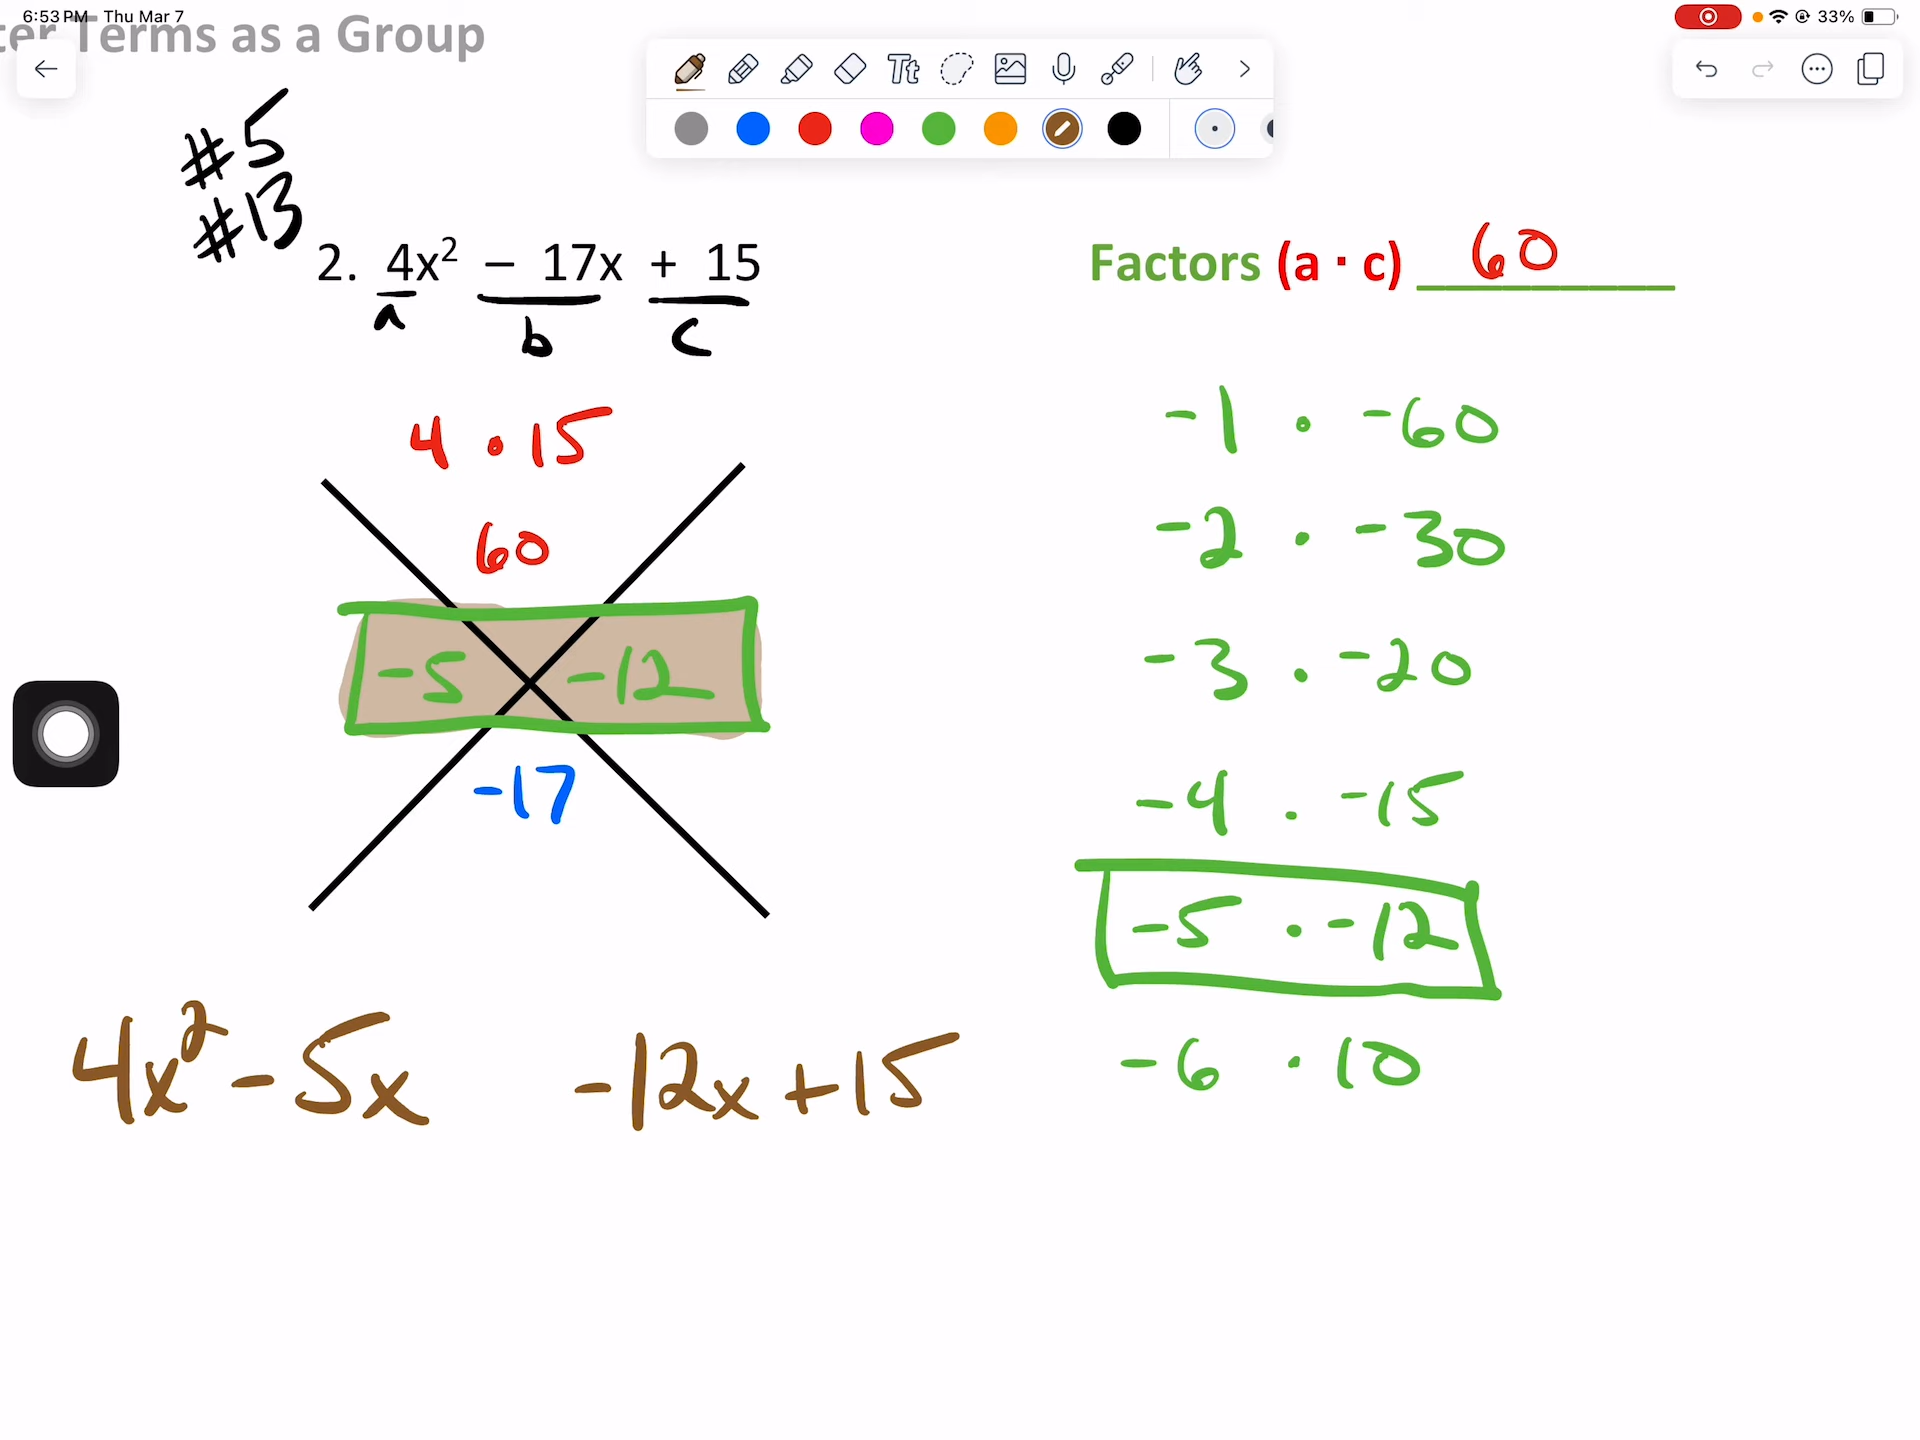 6:53 PM Thu Mar 7
33%
ter Terms as a Group
Tt
#5
#13
2. 4x² − 17x + 15
a b c
Factors (a · c) 60
4 · 15
60
-5 -12
-17
-1 · -60
-2 · -30
-3 · -20
-4 · -15
-5 · -12
-6 · 10
4x² - 5x -12x + 15